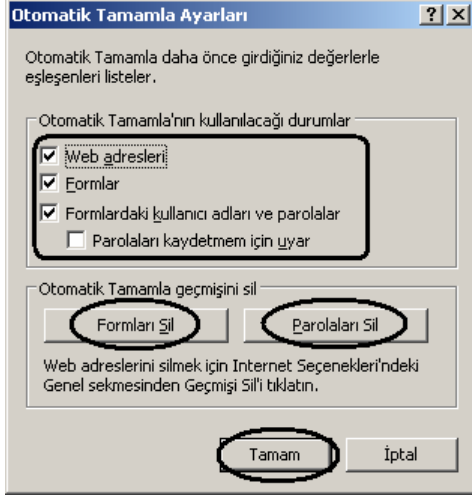 Otomatik Tamamla Ayarları
Otomatik Tamamla daha önce girdiğiniz değerlerle
eşleşenleri listeler.
Otomatik Tamamla'nın kullanılacağı durumlar
Web adresleri
Formlar
Formlardaki kullanıcı adları ve parolalar
Parolaları kaydetmem için uyar
Otomatik Tamamla geçmişini sil
Formları Sil
Parolaları Sil
Web adreslerini silmek için Internet Seçenekleri'ndeki
Genel sekmesinden Geçmişi Sil'i tıklatın.
Tamam
İptal